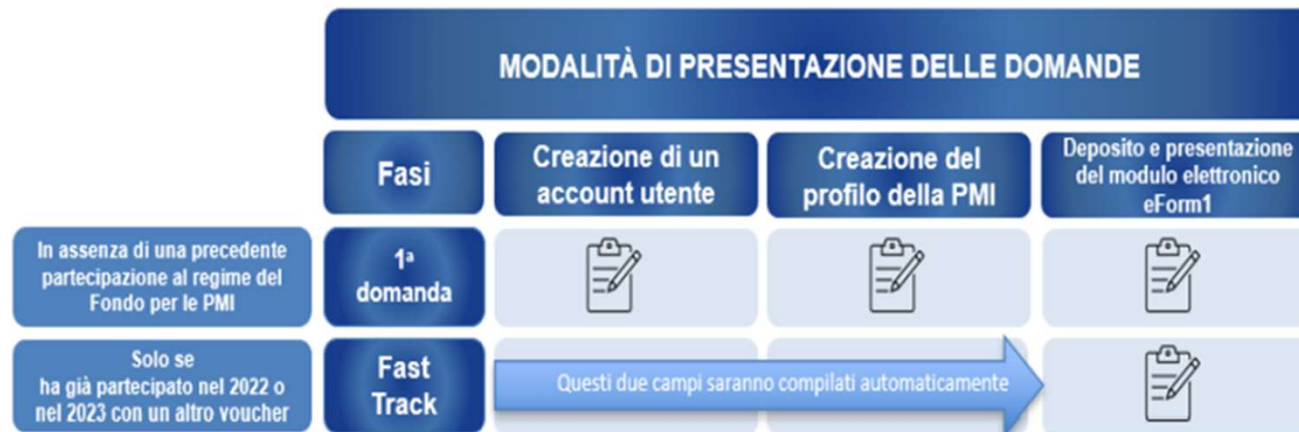 MODALITÀ DI PRESENTAZIONE DELLE DOMANDE
Fasi
Creazione di un
account utente
Creazione del
profilo della PMI
Deposito e presentazione
del modulo elettronico
eForm1
In assenza di una precedente
partecipazione al regime del
Fondo per le PMI
1ª
domanda
Solo se
ha già partecipato nel 2022 o
nel 2023 con un altro voucher
Fast
Track
Questi due campi saranno compilati automaticamente